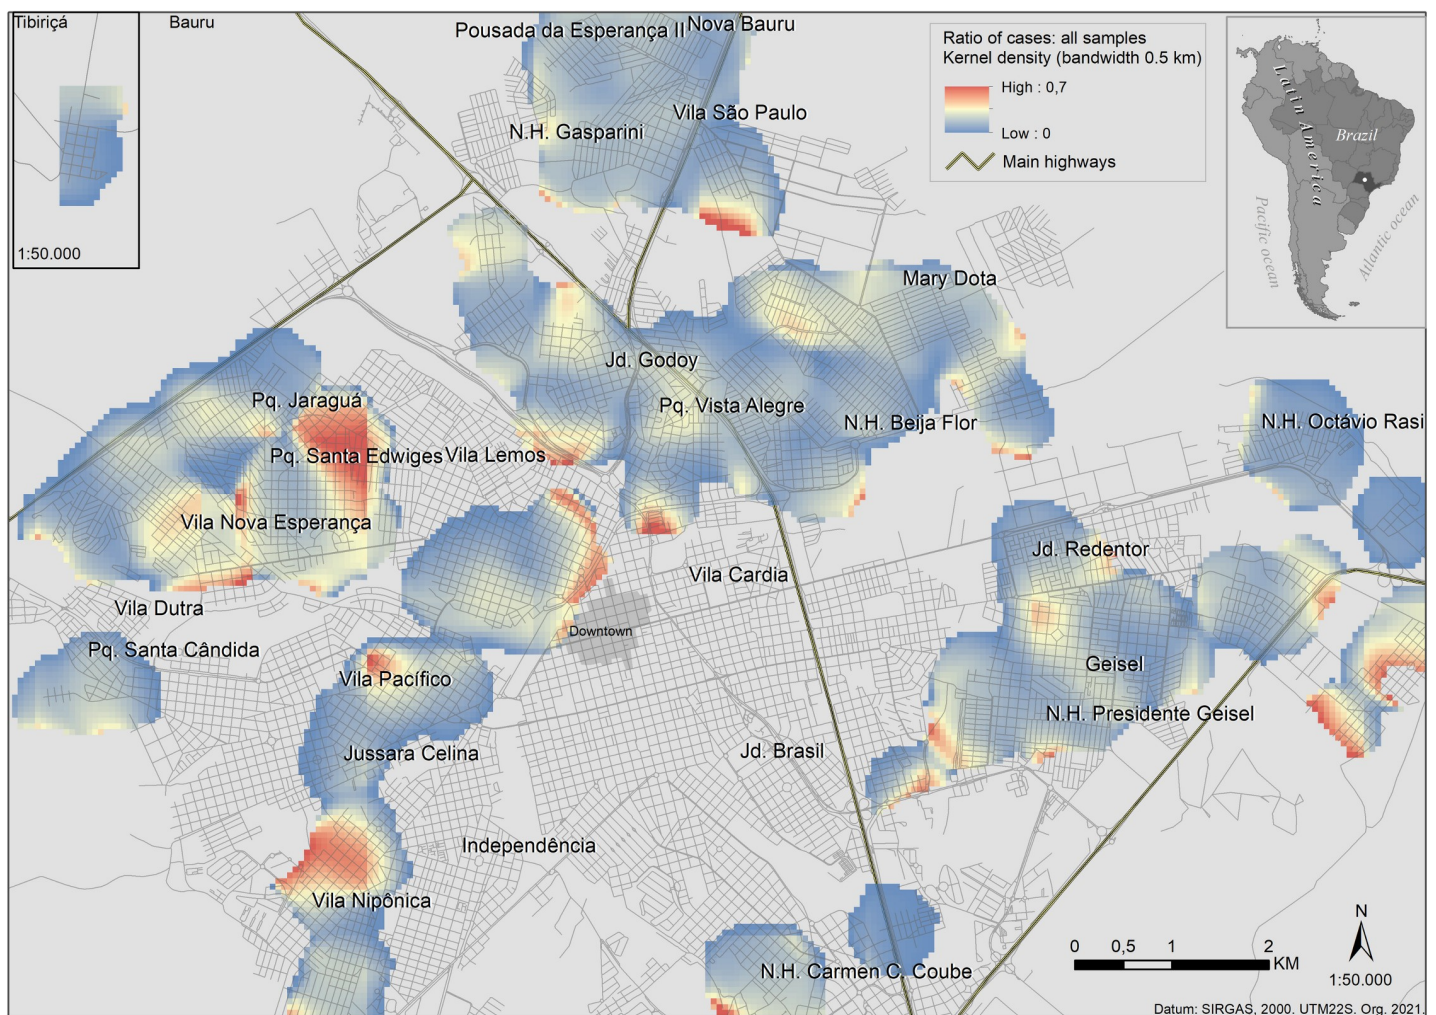 Tibiriçá
Bauru
1:50.000
Pousada da Esperança II
Nova Bauru
Vila São Paulo
N.H. Gasparini
Ratio of cases: all samples
Kernel density (bandwidth 0.5 km)
High : 0,7
Low : 0
Main highways
Latin America
Brazil
Pacific ocean
Atlantic ocean
Mary Dota
Jd. Godoy
Pq. Jaraguá
Pq. Vista Alegre
N.H. Beija Flor
N.H. Octávio Rasi
Pq. Santa Edwiges
Vila Lemos
Vila Nova Esperança
Jd. Redentor
Vila Cardia
Vila Dutra
Downtown
Pq. Santa Cândida
Geisel
Vila Pacífico
N.H. Presidente Geisel
Jussara Celina
Jd. Brasil
Independência
Vila Nipônica
N.H. Carmen C. Coube
0 0,5 1 2
KM
N
1:50.000
Datum: SIRGAS, 2000. UTM22S. Org. 2021.